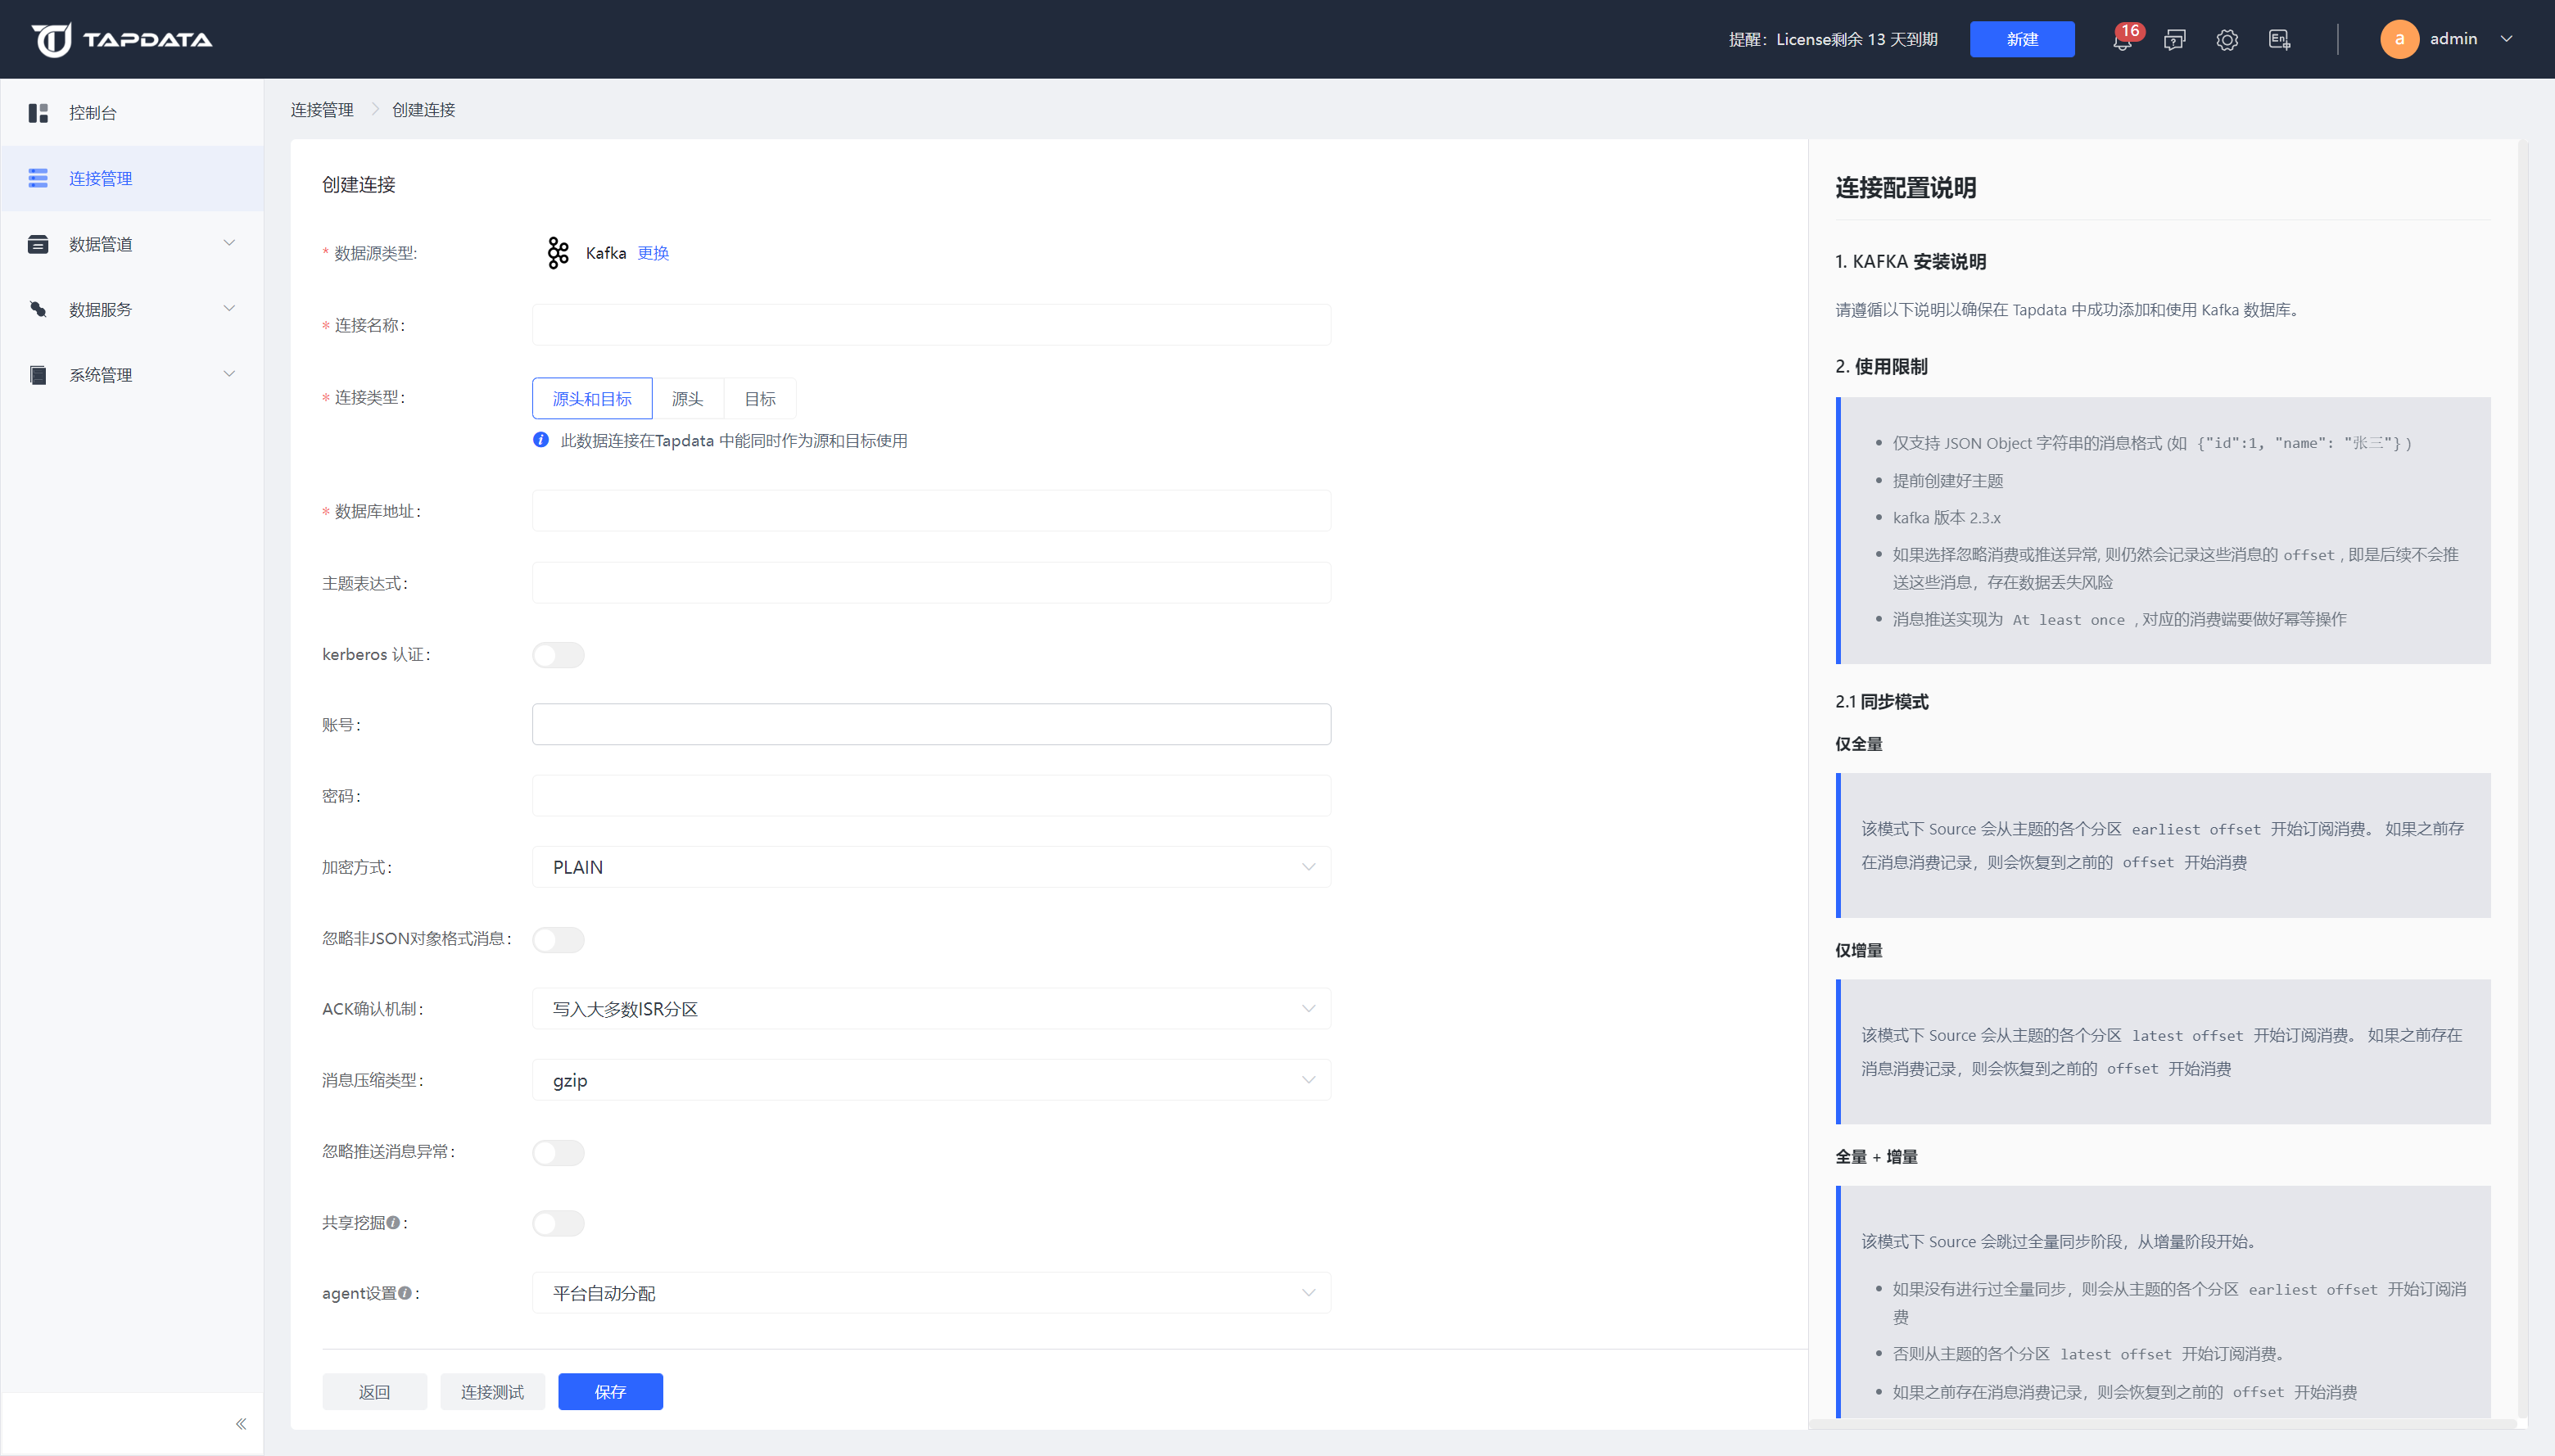 TAPDATA
提醒：License剩余 13 天到期
新建
16
En
a
admin
控制台
连接管理
数据管道
数据服务
系统管理
连接管理
创建连接
创建连接
* 数据源类型:
Kafka 更换
* 连接名称:
* 连接类型:
源头和目标
源头
目标
此数据连接在Tapdata 中能同时作为源和目标使用
* 数据库地址:
主题表达式:
kerberos 认证:
账号:
密码:
加密方式:
PLAIN
忽略非JSON对象格式消息:
ACK确认机制:
写入大多数ISR分区
消息压缩类型:
gzip
忽略推送消息异常:
共享挖掘:
agent设置:
平台自动分配
返回
连接测试
保存
连接配置说明
1. KAFKA 安装说明
请遵循以下说明以确保在 Tapdata 中成功添加和使用 Kafka 数据库。
2. 使用限制
• 仅支持 JSON Object 字符串的消息格式 (如 {"id":1, "name": "张三"} )
• 提前创建好主题
• kafka 版本 2.3.x
• 如果选择忽略消费或推送异常, 则仍然会记录这些消息的 offset , 即是后续不会推
送这些消息，存在数据丢失风险
• 消息推送实现为 At least once , 对应的消费端要做好幂等操作
2.1 同步模式
仅全量
该模式下 Source 会从主题的各个分区 earliest offset 开始订阅消费。 如果之前存
在消息消费记录，则会恢复到之前的 offset 开始消费
仅增量
该模式下 Source 会从主题的各个分区 latest offset 开始订阅消费。 如果之前存在
消息消费记录，则会恢复到之前的 offset 开始消费
全量 + 增量
该模式下 Source 会跳过全量同步阶段，从增量阶段开始。
• 如果没有进行过全量同步，则会从主题的各个分区 earliest offset 开始订阅消
费
• 否则从主题的各个分区 latest offset 开始订阅消费。
• 如果之前存在消息消费记录，则会恢复到之前的 offset 开始消费